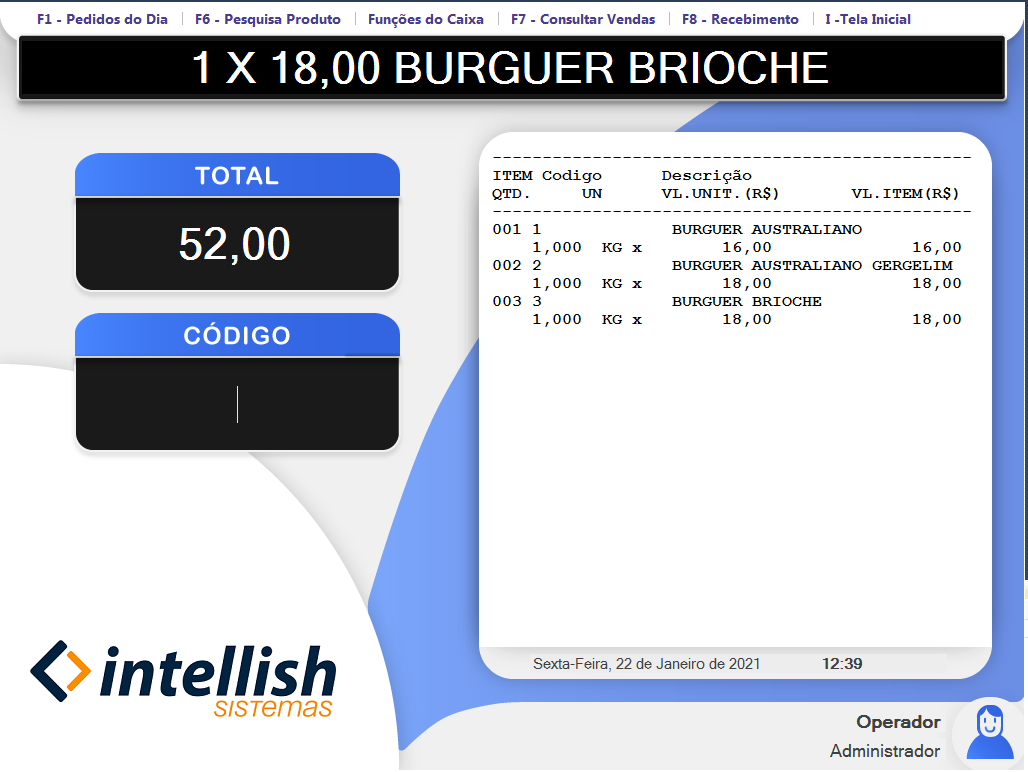 F1 - Pedidos do Dia F6 - Pesquisa Produto Funções do Caixa F7 - Consultar Vendas F8 - Recebimento I -Tela Inicial
1 X 18,00 BURGUER BRIOCHE
TOTAL
52,00
CÓDIGO
------------------------------------------------
ITEM Codigo Descrição
QTD. UN VL.UNIT.(R$) VL.ITEM(R$)
------------------------------------------------
001 1 BURGUER AUSTRALIANO
1,000 KG x 16,00 16,00
002 2 BURGUER AUSTRALIANO GERGELIM
1,000 KG x 18,00 18,00
003 3 BURGUER BRIOCHE
1,000 KG x 18,00 18,00
Sexta-Feira, 22 de Janeiro de 2021 12:39
intellish
sistemas
Operador
Administrador